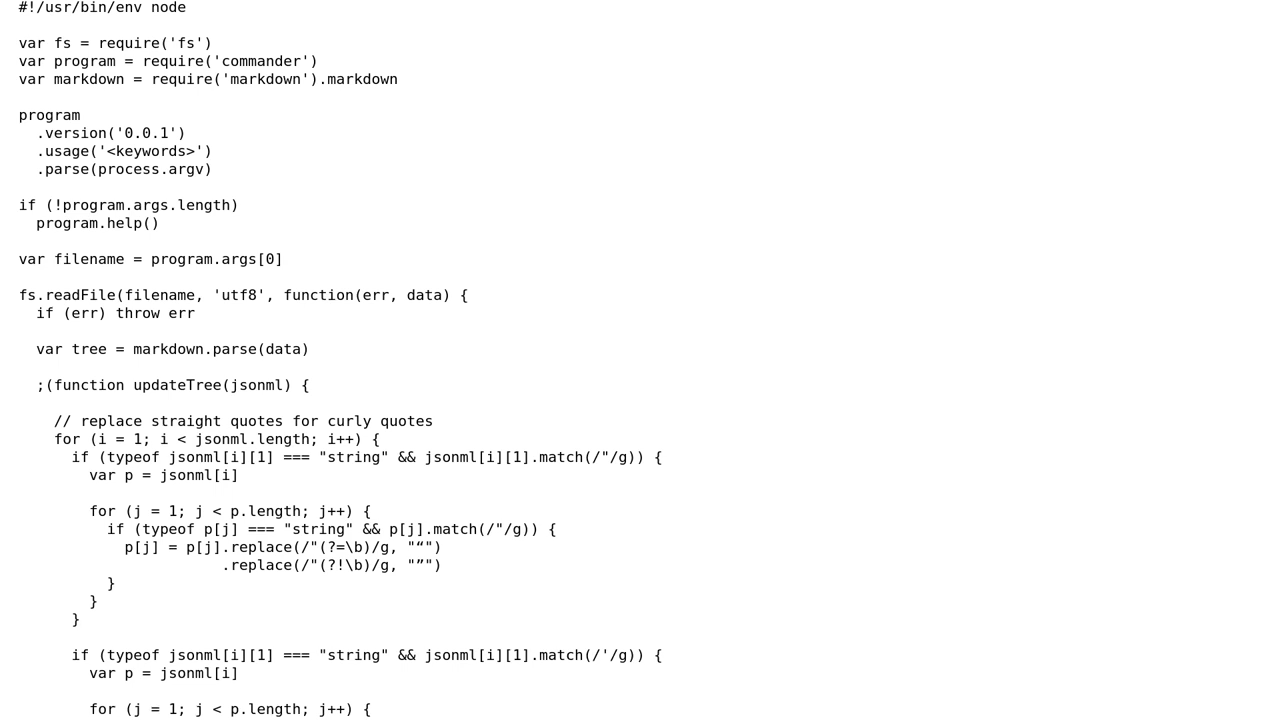 #!/usr/bin/env node

var fs = require('fs')
var program = require('commander')
var markdown = require('markdown').markdown

program
  .version('0.0.1')
  .usage('<keywords>')
  .parse(process.argv)

if (!program.args.length)
  program.help()

var filename = program.args[0]

fs.readFile(filename, 'utf8', function(err, data) {
  if (err) throw err

  var tree = markdown.parse(data)

  ;(function updateTree(jsonml) {

    // replace straight quotes for curly quotes
    for (i = 1; i < jsonml.length; i++) {
      if (typeof jsonml[i][1] === "string" && jsonml[i][1].match(/"/g)) {
        var p = jsonml[i]

        for (j = 1; j < p.length; j++) {
          if (typeof p[j] === "string" && p[j].match(/"/g)) {
            p[j] = p[j].replace(/"(?=\b)/g, "“")
                       .replace(/"(?!\b)/g, "”")
          }
        }
      }

      if (typeof jsonml[i][1] === "string" && jsonml[i][1].match(/'/g)) {
        var p = jsonml[i]

        for (j = 1; j < p.length; j++) {